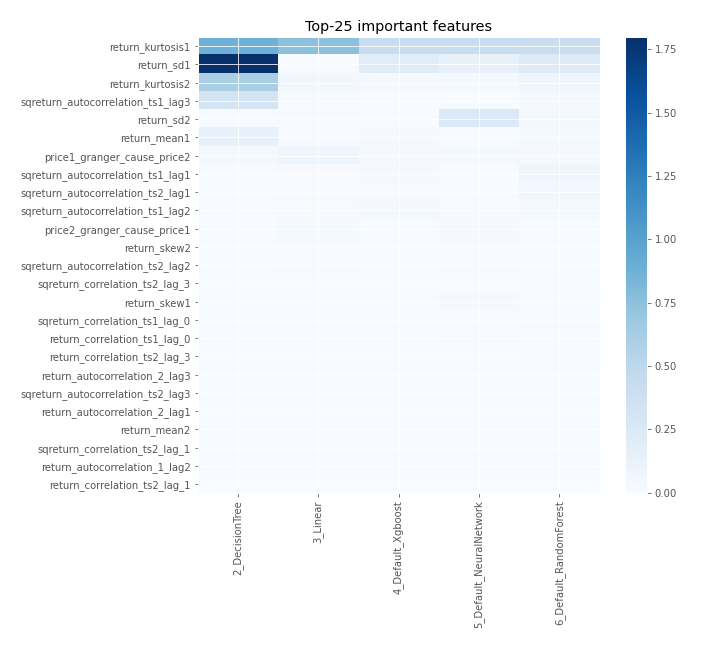 Top-25 important features
return_kurtosis1
return_sd1
return_kurtosis2
sqreturn_autocorrelation_ts1_lag3
return_sd2
return_mean1
price1_granger_cause_price2
sqreturn_autocorrelation_ts1_lag1
sqreturn_autocorrelation_ts2_lag1
sqreturn_autocorrelation_ts1_lag2
price2_granger_cause_price1
return_skew2
sqreturn_autocorrelation_ts2_lag2
sqreturn_correlation_ts2_lag_3
return_skew1
sqreturn_correlation_ts1_lag_0
return_correlation_ts1_lag_0
return_correlation_ts2_lag_3
return_autocorrelation_2_lag3
sqreturn_autocorrelation_ts2_lag3
return_autocorrelation_2_lag1
return_mean2
sqreturn_correlation_ts2_lag_1
return_autocorrelation_1_lag2
return_correlation_ts2_lag_1
2_DecisionTree
3_Linear
4_Default_Xgboost
5_Default_NeuralNetwork
6_Default_RandomForest
1.75
1.50
1.25
1.00
0.75
0.50
0.25
0.00